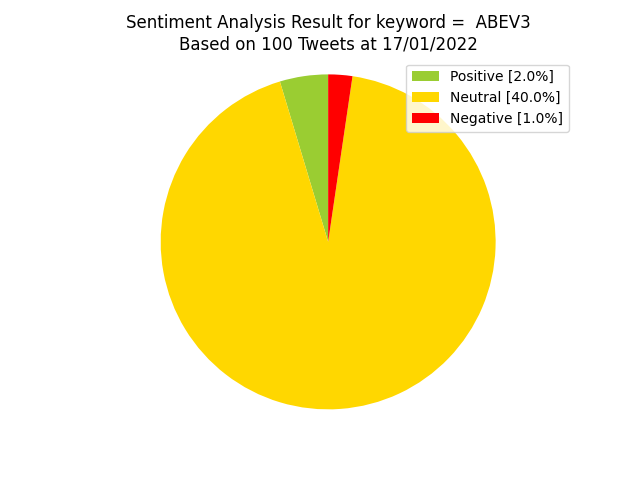 Sentiment Analysis Result for keyword =  ABEV3
Based on 100 Tweets at 17/01/2022
Positive [2.0%]
Neutral [40.0%]
Negative [1.0%]